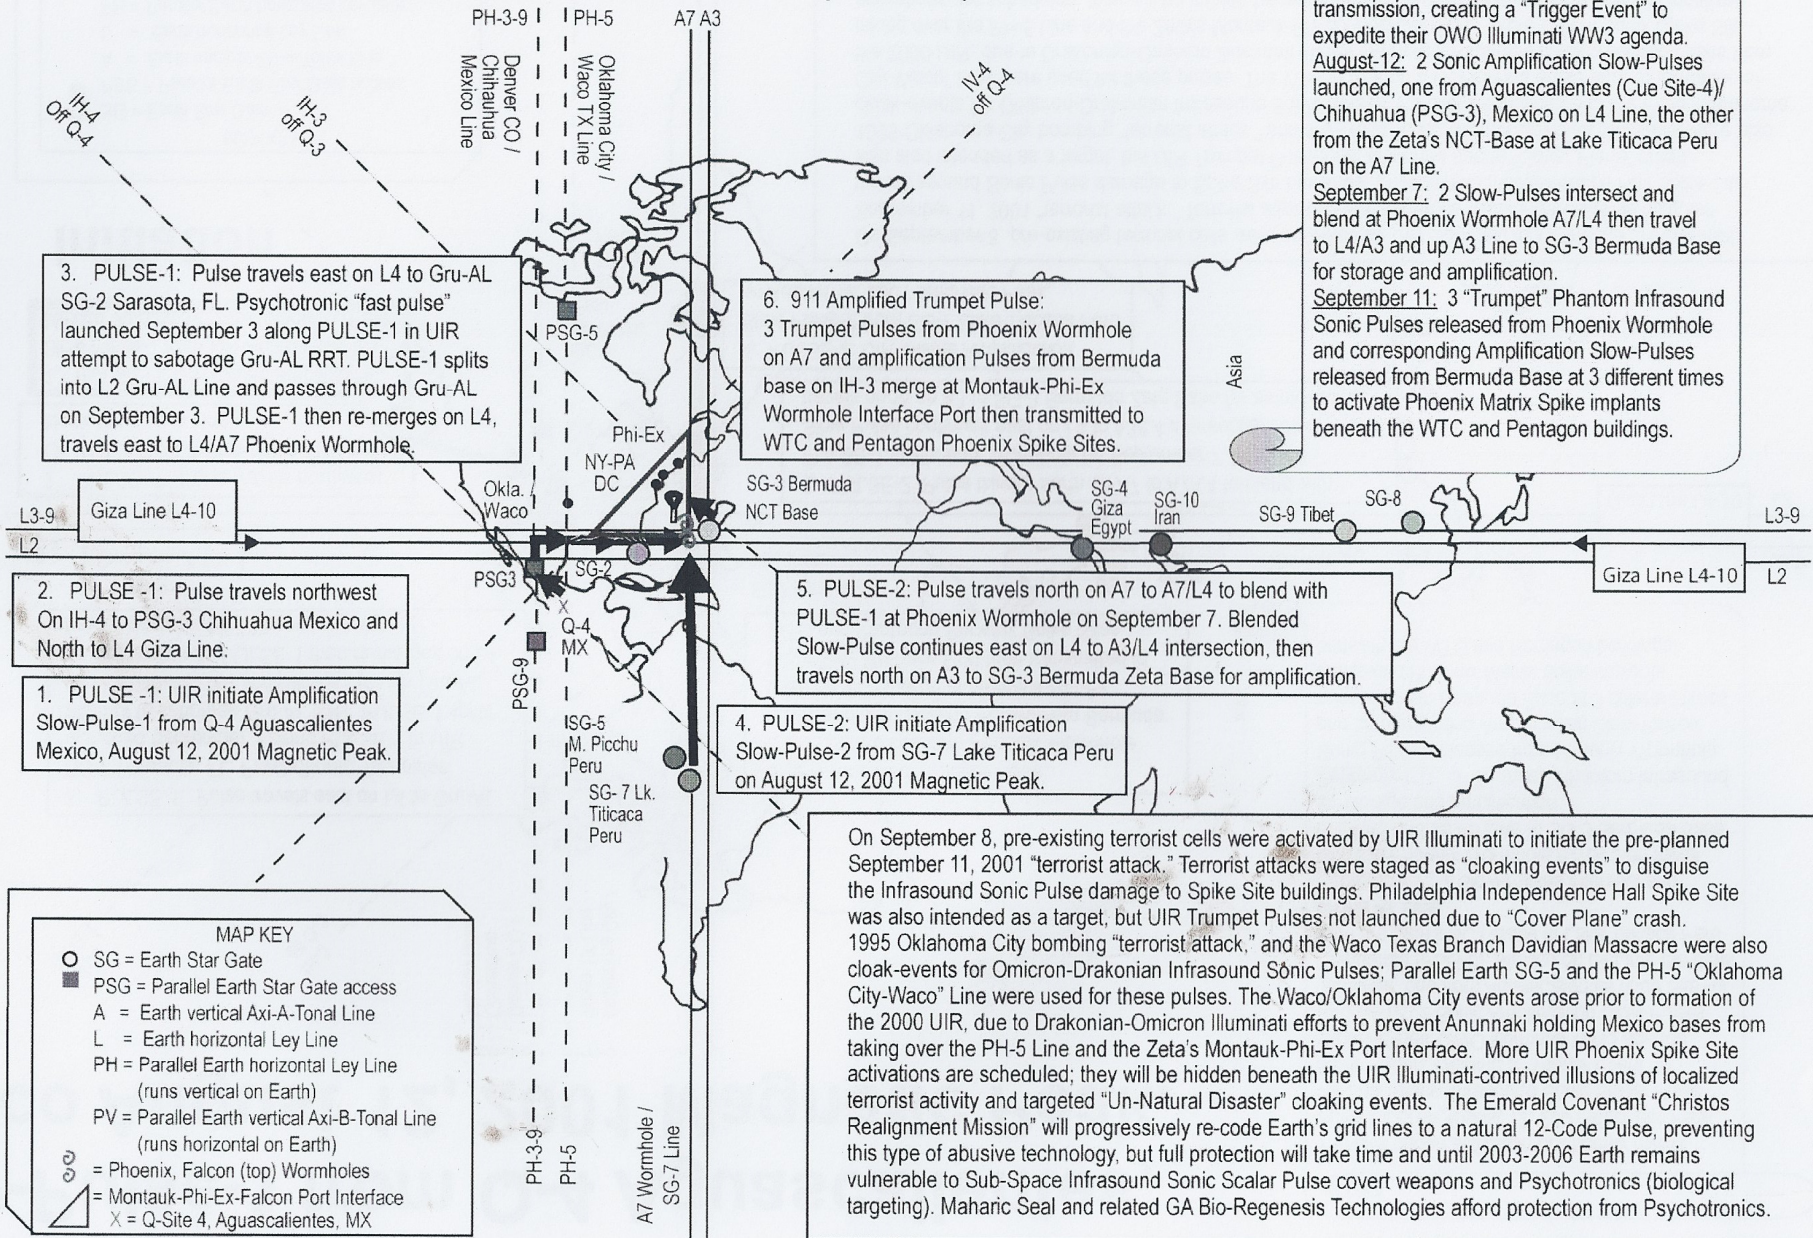 PH-3-9
PH-5
A7 A3
Denver CO /
Chihauhua
Mexico Line
Oklahoma City /
Waco TX Line
IH-4
Off Q-4
IH-3
off Q-3
IV-4
off Q-4
transmission, creating a “Trigger Event” to
expedite their OWO Illuminati WW3 agenda.
August-12: 2 Sonic Amplification Slow-Pulses
launched, one from Aguascalientes (Cue Site-4)/
Chihuahua (PSG-3), Mexico on L4 Line, the other
from the Zeta's NCT-Base at Lake Titicaca Peru
on the A7 Line.
September 7: 2 Slow-Pulses intersect and
blend at Phoenix Wormhole A7/L4 then travel
to L4/A3 and up A3 Line to SG-3 Bermuda Base
for storage and amplification.
September 11: 3 “Trumpet” Phantom Infrasound
Sonic Pulses released from Phoenix Wormhole
and corresponding Amplification Slow-Pulses
released from Bermuda Base at 3 different times
to activate Phoenix Matrix Spike implants
beneath the WTC and Pentagon buildings.
3. PULSE-1: Pulse travels east on L4 to Gru-AL
SG-2 Sarasota, FL. Psychotronic “fast pulse”
launched September 3 along PULSE-1 in UIR
attempt to sabotage Gru-AL RRT. PULSE-1 splits
into L2 Gru-AL Line and passes through Gru-AL
on September 3. PULSE-1 then re-merges on L4,
travels east to L4/A7 Phoenix Wormhole.
PSG-5
6. 911 Amplified Trumpet Pulse:
3 Trumpet Pulses from Phoenix Wormhole
on A7 and amplification Pulses from Bermuda
base on IH-3 merge at Montauk-Phi-Ex
Wormhole Interface Port then transmitted to
WTC and Pentagon Phoenix Spike Sites.
Asia
Phi-Ex
NY-PA
DC
Okla. /
Waco
SG-3 Bermuda
NCT Base
SG-4
Giza
Egypt
SG-10
Iran
SG-9 Tibet
SG-8
L3-9
Giza Line L4-10
L3-9
L2
Giza Line L4-10
L2
PSG3
SG-2
X
Q-4
MX
2. PULSE -1: Pulse travels northwest
On IH-4 to PSG-3 Chihuahua Mexico and
North to L4 Giza Line.
5. PULSE-2: Pulse travels north on A7 to A7/L4 to blend with
PULSE-1 at Phoenix Wormhole on September 7. Blended
Slow-Pulse continues east on L4 to A3/L4 intersection, then
travels north on A3 to SG-3 Bermuda Zeta Base for amplification.
PSG-9
1. PULSE -1: UIR initiate Amplification
Slow-Pulse-1 from Q-4 Aguascalientes
Mexico, August 12, 2001 Magnetic Peak.
4. PULSE-2: UIR initiate Amplification
Slow-Pulse-2 from SG-7 Lake Titicaca Peru
on August 12, 2001 Magnetic Peak.
SG-5
M. Picchu
Peru
SG- 7 Lk.
Titicaca
Peru
On September 8, pre-existing terrorist cells were activated by UIR Illuminati to initiate the pre-planned
September 11, 2001 “terrorist attack.” Terrorist attacks were staged as “cloaking events” to disguise
the Infrasound Sonic Pulse damage to Spike Site buildings. Philadelphia Independence Hall Spike Site
was also intended as a target, but UIR Trumpet Pulses not launched due to “Cover Plane” crash.
1995 Oklahoma City bombing “terrorist attack,” and the Waco Texas Branch Davidian Massacre were also
cloak-events for Omicron-Drakonian Infrasound Sonic Pulses; Parallel Earth SG-5 and the PH-5 “Oklahoma
City-Waco” Line were used for these pulses. The Waco/Oklahoma City events arose prior to formation of
the 2000 UIR, due to Drakonian-Omicron Illuminati efforts to prevent Anunnaki holding Mexico bases from
taking over the PH-5 Line and the Zeta's Montauk-Phi-Ex Port Interface. More UIR Phoenix Spike Site
activations are scheduled; they will be hidden beneath the UIR Illuminati-contrived illusions of localized
terrorist activity and targeted “Un-Natural Disaster” cloaking events. The Emerald Covenant “Christos
Realignment Mission” will progressively re-code Earth's grid lines to a natural 12-Code Pulse, preventing
this type of abusive technology, but full protection will take time and until 2003-2006 Earth remains
vulnerable to Sub-Space Infrasound Sonic Scalar Pulse covert weapons and Psychotronics (biological
targeting). Maharic Seal and related GA Bio-Regenesis Technologies afford protection from Psychotronics.
MAP KEY
SG = Earth Star Gate
PSG = Parallel Earth Star Gate access
A = Earth vertical Axi-A-Tonal Line
L = Earth horizontal Ley Line
PH = Parallel Earth horizontal Ley Line
(runs vertical on Earth)
PV = Parallel Earth vertical Axi-B-Tonal Line
(runs horizontal on Earth)
= Phoenix, Falcon (top) Wormholes
= Montauk-Phi-Ex-Falcon Port Interface
X = Q-Site 4, Aguascalientes, MX
PH-3-9
PH-5
A7 Wormhole /
SG-7 Line